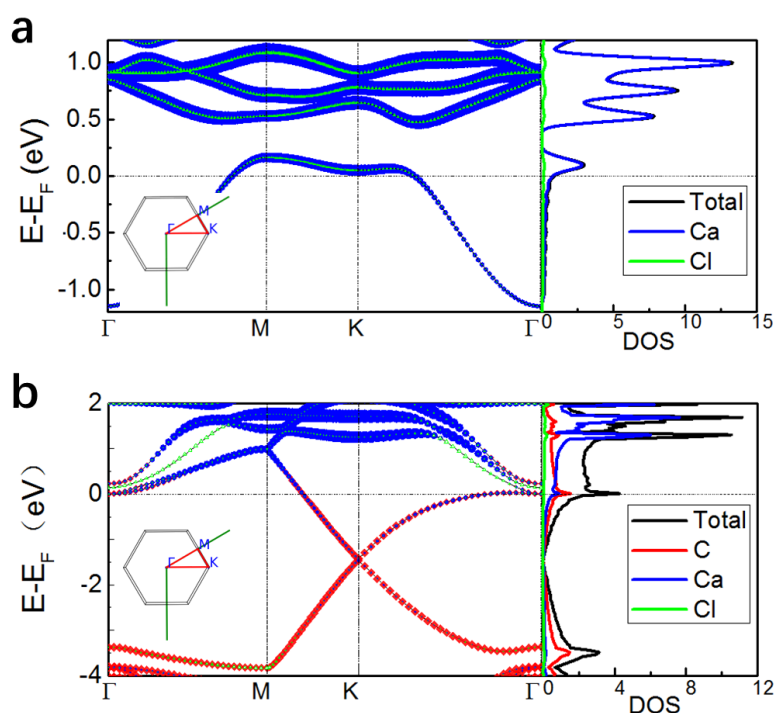 a
1.0
0.5
0.0
-0.5
-1.0
E-E_F (eV)
Γ
M
K
Total
Ca
Cl
Γ M K Γ
0 5 10 15
DOS
b
2
0
-2
-4
E-E_F (eV)
Γ
M
K
Total
C
Ca
Cl
Γ M K Γ
0 4 8 12
DOS